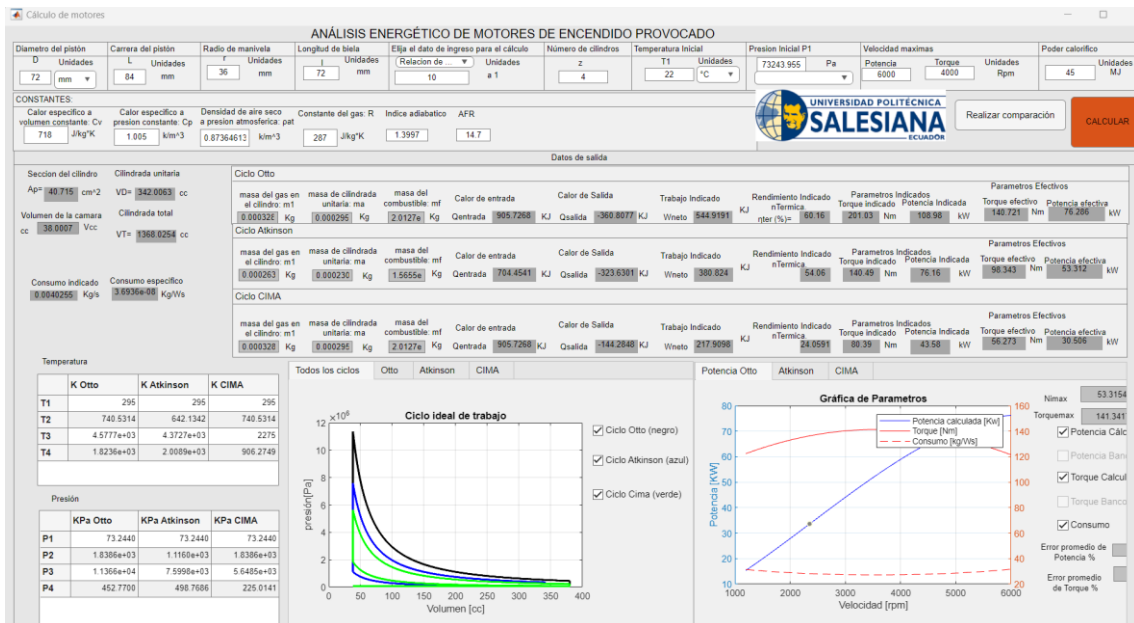 Cálculo de motores
ANÁLISIS ENERGÉTICO DE MOTORES DE ENCENDIDO PROVOCADO
Diametro del pistón Carrera del pistón Radio de manivela Longitud de biela Elija el dato de ingreso para el cálculo Número de cilindros Temperatura Inicial Presion Inicial P1 Velocidad maximas Poder calorifico
D Unidades L Unidades r Unidades l Unidades Relacion de ... Unidades z T1 Unidades 73243.955 Pa Potencia Torque Unidades Unidades
72 mm 84 mm 36 mm 72 mm 10 a 1 4 22 °C 6000 4000 Rpm 45 MJ
CONSTANTES:
Calor especifico a volumen constante: Cv Calor especifico a presion constante: Cp Densidad de aire seco a presion atmosferica: pat Constante del gas: R Indice adiabatico AFR
718 J/kg*K 1.005 k/m^3 0.87364613 k/m^3 287 J/kg*K 1.3997 14.7
UNIVERSIDAD POLITÉCNICA
SALESIANA
ECUADOR
Realizar comparación
CALCULAR
Datos de salida
Seccion del cilindro Cilindrada unitaria
Ap= 40.715 cm^2 VD= 342.0063 cc
Volumen de la camara Cilindrada total
cc 38.0007 Vcc VT= 1368.0254 cc
Consumo indicado Consumo especifico
0.0040255 Kg/s 3.6936e-08 Kg/Ws
Ciclo Otto
masa del gas en el cilindro: m1 masa de cilindrada unitaria: ma masa del combustible: mf Calor de entrada Calor de Salida Trabajo Indicado Rendimiento Indicado nTermica. Parametros Indicados Parametros Efectivos
Torque indicado Potencia Indicada Torque efectivo Potencia efectiva
0.000328 Kg 0.000295 Kg 2.0127e Kg Qentrada 905.7268 KJ Qsalida -360.8077 KJ Wneto 544.9191 KJ ηter (%)= 60.16 201.03 Nm 108.98 kW 140.721 Nm 76.286 kW
Ciclo Atkinson
masa del gas en el cilindro: m1 masa de cilindrada unitaria: ma masa del combustible: mf Calor de entrada Calor de Salida Trabajo Indicado Rendimiento Indicado nTermica. Parametros Indicados Parametros Efectivos
Torque indicado Potencia Indicada Torque efectivo Potencia efectiva
0.000263 Kg 0.000230 Kg 1.5655e Kg Qentrada 704.4541 KJ Qsalida -323.6301 KJ Wneto 380.824 KJ 54.06 140.49 Nm 76.16 kW 98.343 Nm 53.312 kW
Ciclo CIMA
masa del gas en el cilindro: m1 masa de cilindrada unitaria: ma masa del combustible: mf Calor de entrada Calor de Salida Trabajo Indicado Rendimiento Indicado nTermica. Parametros Indicados Parametros Efectivos
Torque indicado Potencia Indicada Torque efectivo Potencia efectiva
0.000328 Kg 0.000295 Kg 2.0127e Kg Qentrada 905.7268 KJ Qsalida -144.2848 KJ Wneto 217.9098 KJ 24.0591 80.39 Nm 43.58 kW 56.273 Nm 30.506 kW
Temperatura
K Otto K Atkinson K CIMA
T1 295 295 295
T2 740.5314 642.1342 740.5314
T3 4.5777e+03 4.3727e+03 2275
T4 1.8236e+03 2.0089e+03 906.2749
Presión
KPa Otto KPa Atkinson KPa CIMA
P1 73.2440 73.2440 73.2440
P2 1.8386e+03 1.1160e+03 1.8386e+03
P3 1.1366e+04 7.5998e+03 5.6485e+03
P4 452.7700 498.7686 225.0141
Todos los ciclos Otto Atkinson CIMA
×10^6 Ciclo ideal de trabajo
12
10
8
6
4
2
0
presión[Pa]
0 50 100 150 200 250 300 350 400
Volumen [cc]
Ciclo Otto (negro)
Ciclo Atkinson (azul)
Ciclo Cima (verde)
Potencia Otto Atkinson CIMA
Gráfica de Parametros
80
70
60
50
40
30
20
10
Potencia [KW]
Potencia calculada [Kw]
Torque [Nm]
Consumo [kg/Ws]
160
140
120
100
80
60
40
20
1000 2000 3000 4000 5000 6000
Velocidad [rpm]
Nimax 53.3154
Torquemax 141.341
Potencia Cálc
Potencia Banc
Torque Calcul
Torque Banco
Consumo
Error promedio de Potencia %
Error promedio de Torque %